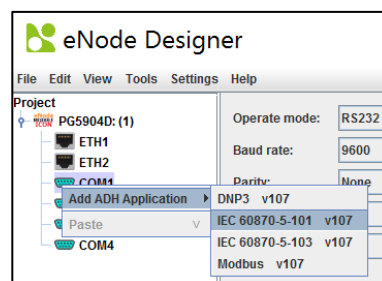 eNode Designer
File Edit View Tools Settings Help
Project
PG5904D: (1)
ETH1
ETH2
COM1
Add ADH Application
Paste V
COM4
Operate mode: RS232
Baud rate: 9600
Parity: None
DNP3 v107
IEC 60870-5-101 v107
IEC 60870-5-103 v107
Modbus v107